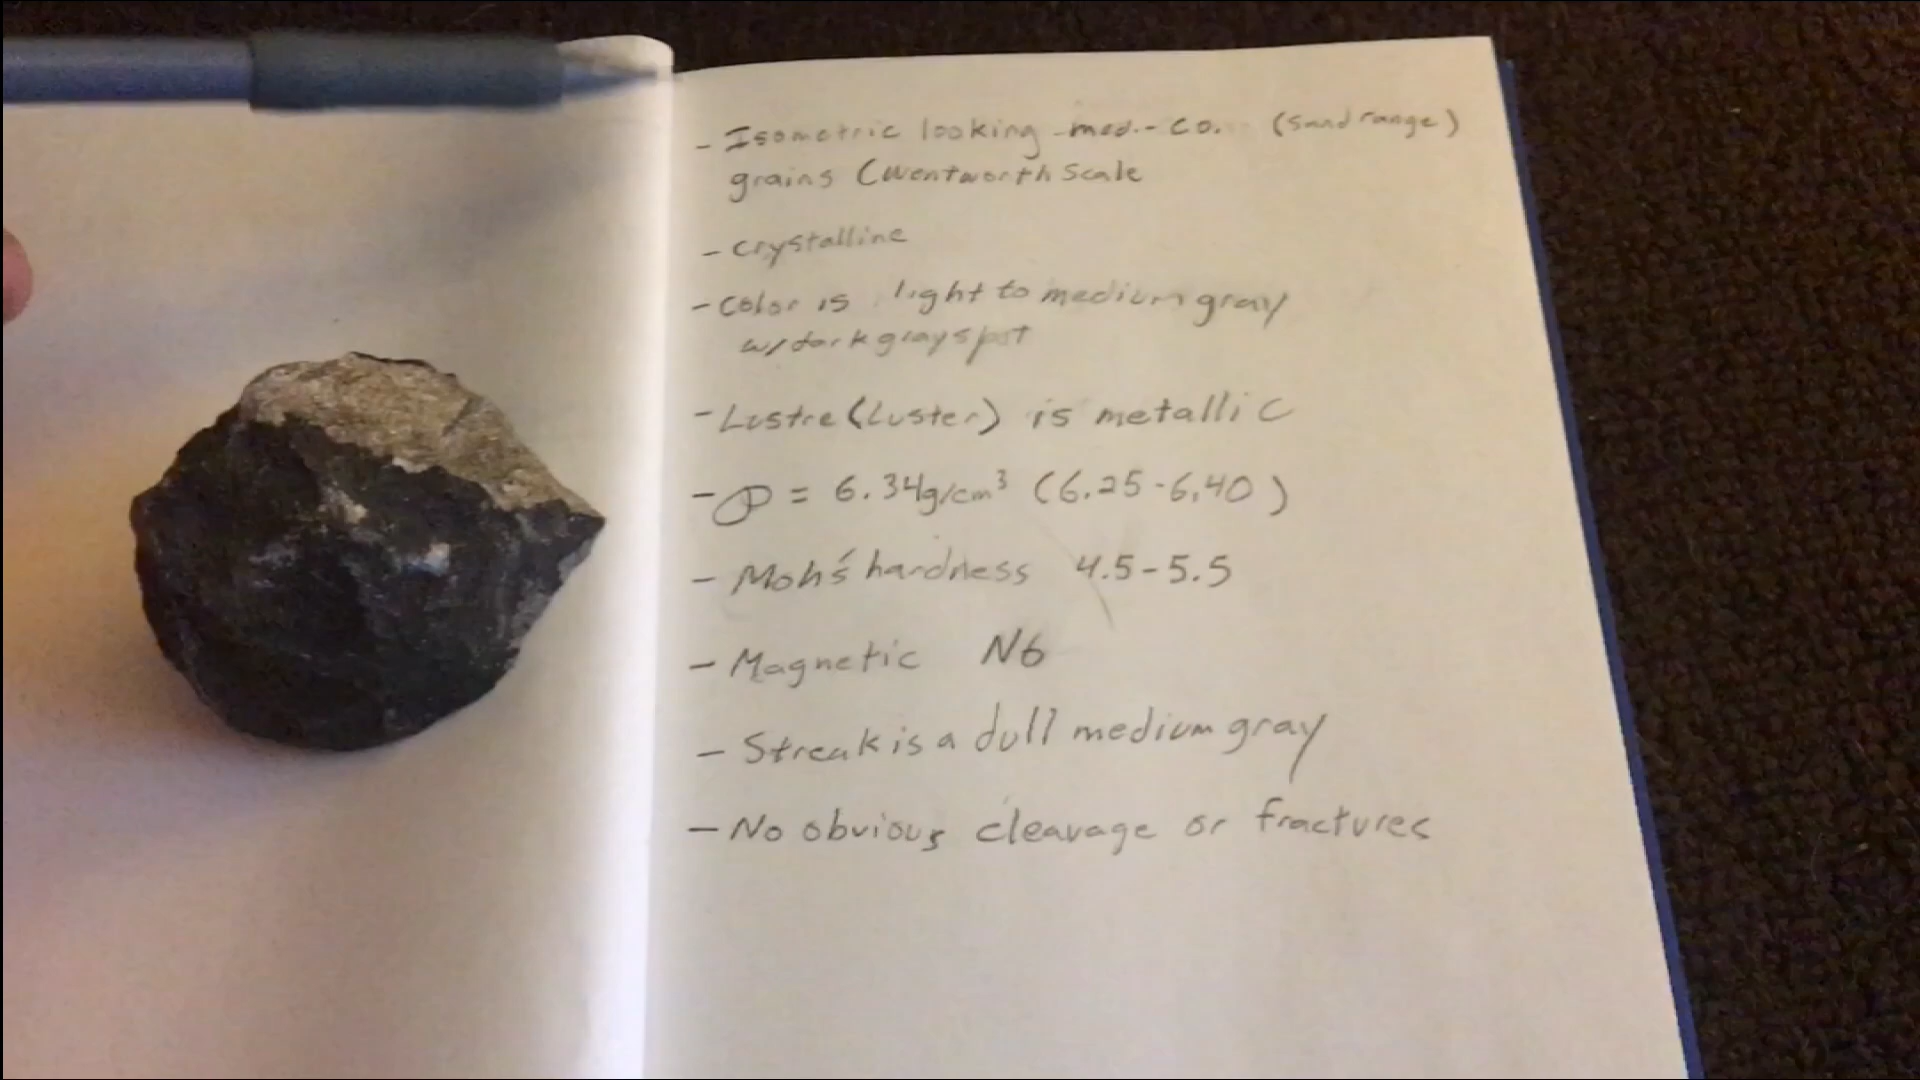 - Isometric looking med.- co. (sand range)
grains (Wentworth Scale
- crystalline
- color is light to medium gray
w/dark gray spot
- Lustre (Luster) is metallic
- = 6.34g/cm³ (6.25-6.40)
- Moh's hardness 4.5-5.5
- Magnetic NO
- Streak is a dull medium gray
- No obvious cleavage or fractures